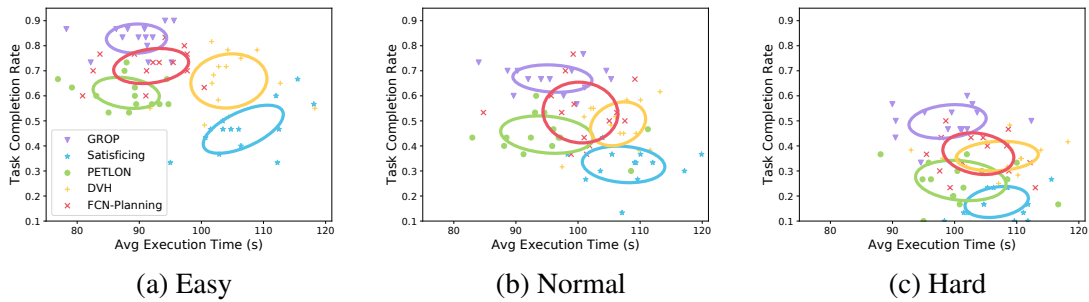 Task Completion Rate
0.9
0.8
0.7
0.6
0.5
0.4
0.3
0.2
0.1
GROP
Satisficing
PETLON
DVH
FCN-Planning
80 90 100 110 120
Avg Execution Time (s)
(a) Easy
Task Completion Rate
0.9
0.8
0.7
0.6
0.5
0.4
0.3
0.2
0.1
80 90 100 110 120
Avg Execution Time (s)
(b) Normal
Task Completion Rate
0.9
0.8
0.7
0.6
0.5
0.4
0.3
0.2
0.1
80 90 100 110 120
Avg Execution Time (s)
(c) Hard